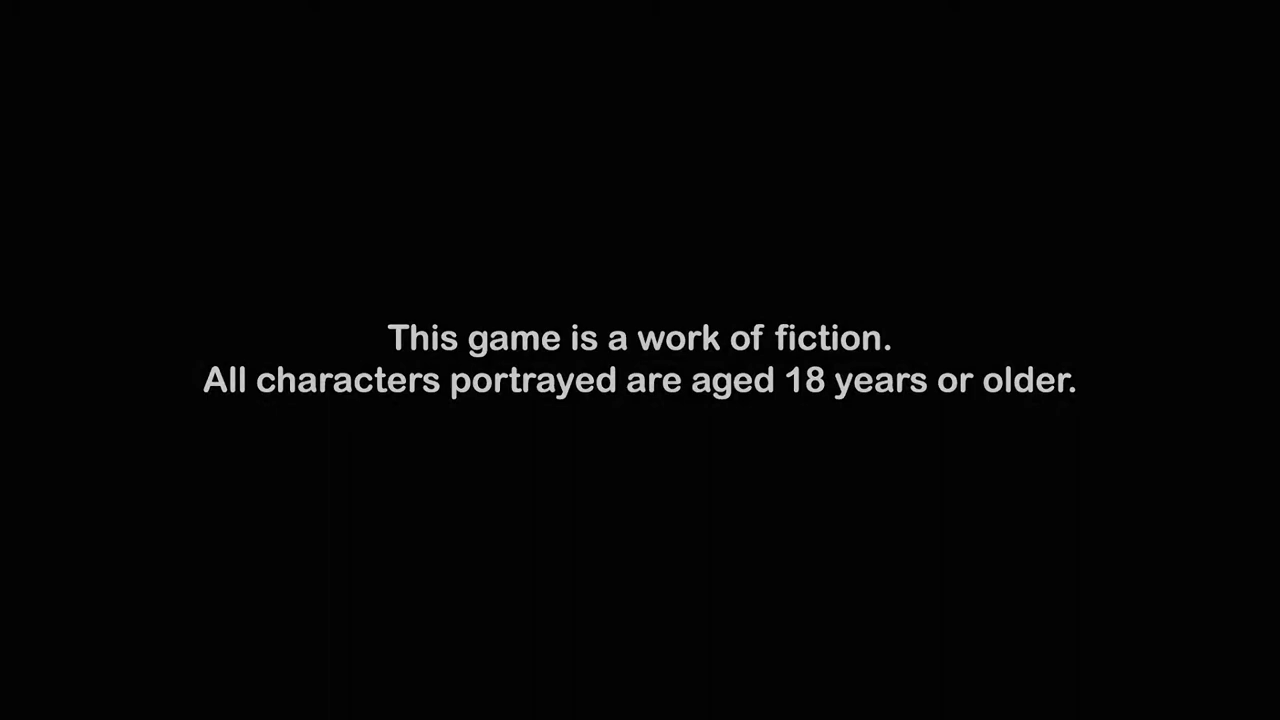 This game is a work of fiction.
All characters portrayed are aged 18 years or older.